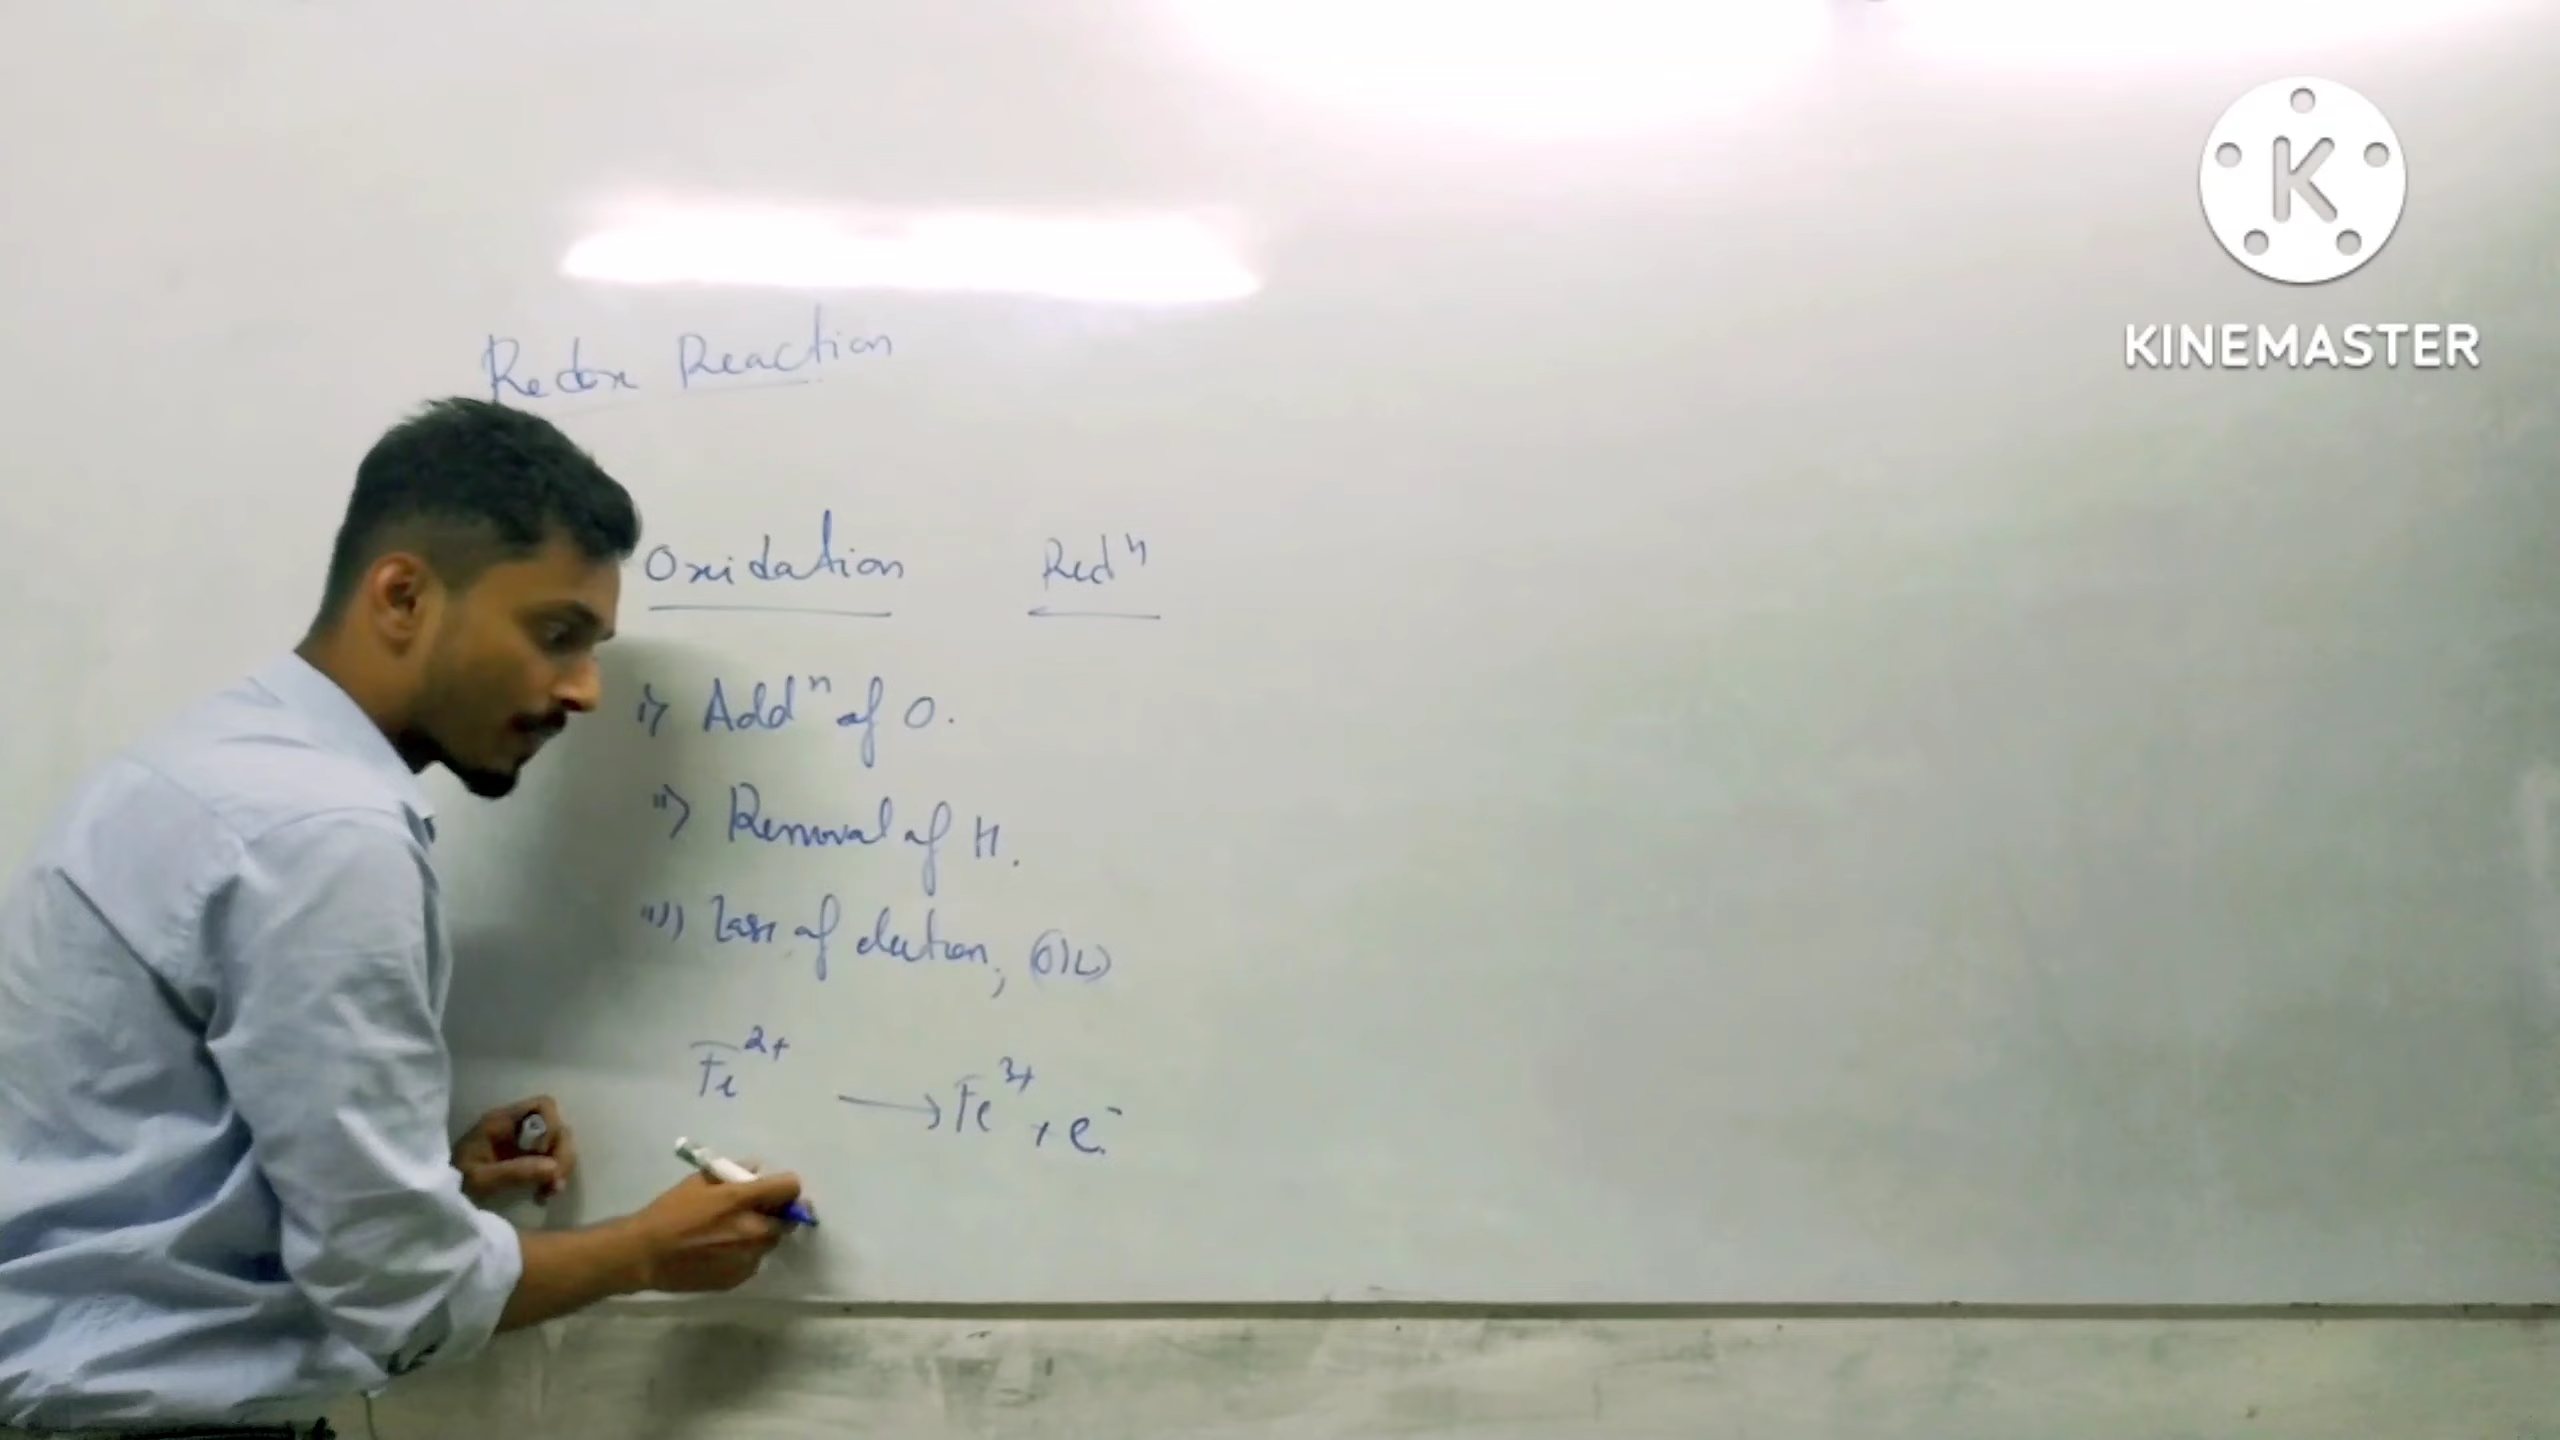 Redox Reaction
Oxidation Redⁿ
i> Addⁿ of O.
ii> Removal of H.
iii) Loss of electron, (OIL)
Fe²⁺ → Fe³⁺ + e⁻
K
KINEMASTER